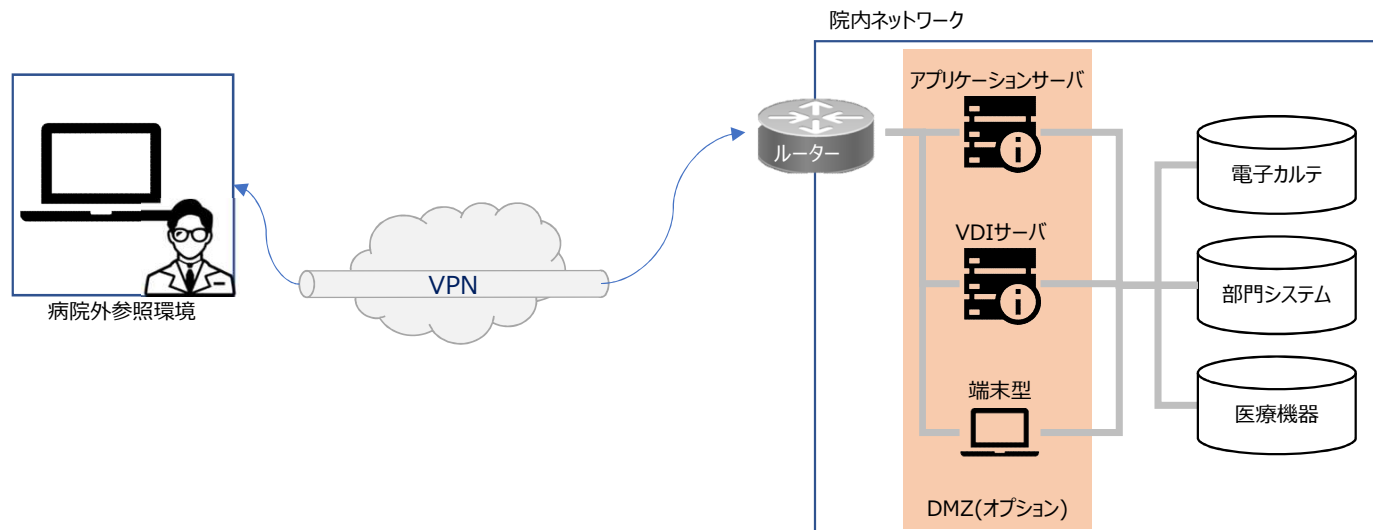 院内ネットワーク
アプリケーションサーバ
ルーター
電子カルテ
VDIサーバ
VPN
部門システム
病院外参照環境
端末型
医療機器
DMZ(オプション)